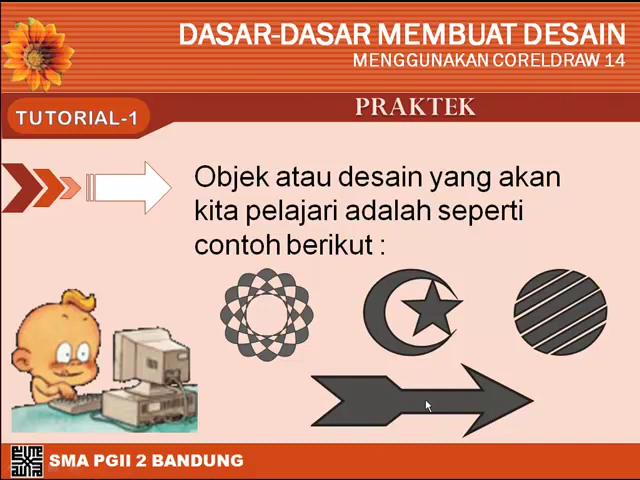 DASAR-DASAR MEMBUAT DESAIN
MENGGUNAKAN CORELDRAW 14
TUTORIAL-1
PRAKTEK
Objek atau desain yang akan
kita pelajari adalah seperti
contoh berikut :
SMA PGII 2 BANDUNG